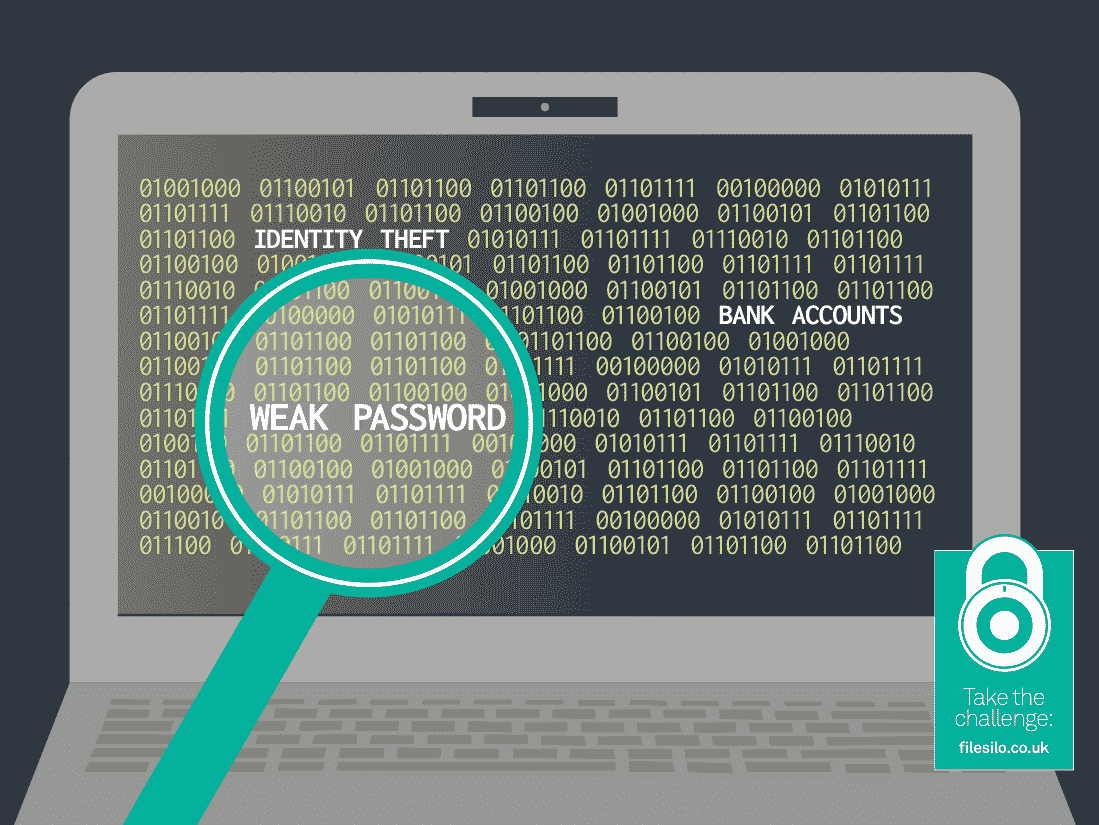 01001000 01100101 01101100 01101100 01101111 00100000 01010111
01101111 01110010 01101100 01100100 01001000 01100101 01101100
01101100 IDENTITY THEFT 01010111 01101111 01110010 01101100
01100100 01101100 01101100 01101111 01101111
01110010 01001000 01100101 01101100 01101100
01101111 01100100 BANK ACCOUNTS
01101100 01101100 01101100 01100100 01001000
01101100 01101100 00100000 01010111 01101111
01101100 01100100 01100101 01101100 01101100
WEAK PASSWORD 01101100 01100100
01101100 01101111 01010111 01101111 01110010
01100100 01001000 01101100 01101100 01101111
01010111 01101111 01101100 01100100 01001000
01101100 01101100 00100000 01010111 01101111
011100 01101111 01100101 01101100 01101100
Take the
challenge:
filesilo.co.uk